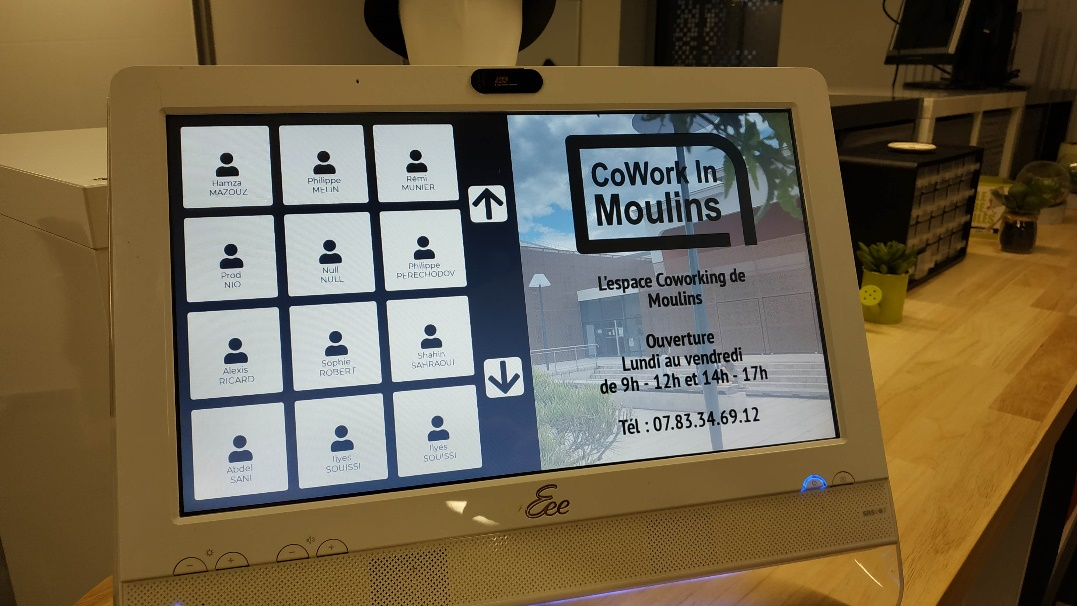 Hamza
MAZOUZ
Philippe
MELIN
Rémi
MUNIER
Prod
NIO
Null
NULL
Philippe
PERECHODOV
Alexis
RICARD
Sophie
ROBERT
Shahin
SAHRAOUI
Abdel
SANI
Ilyes
SOUISSI
Ilyes
SOUISSI
CoWork In
Moulins
L'espace Coworking de
Moulins
Ouverture
Lundi au vendredi
de 9h - 12h et 14h - 17h
Tél : 07.83.34.69.12
Eee